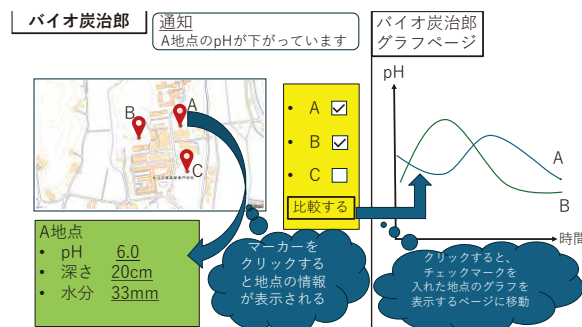 バイオ炭治郎
通知
A地点のpHが下がっています
バイオ炭治郎
グラフページ
A
B
C
• A ☑
• B ☑
• C ☐
比較する
pH
A
B
時間
A地点
• pH 6.0
• 深さ 20cm
• 水分 33mm
マーカーを
クリックする
と地点の情報
が表示される
クリックすると、
チェックマークを
入れた地点のグラフを
表示するページに移動